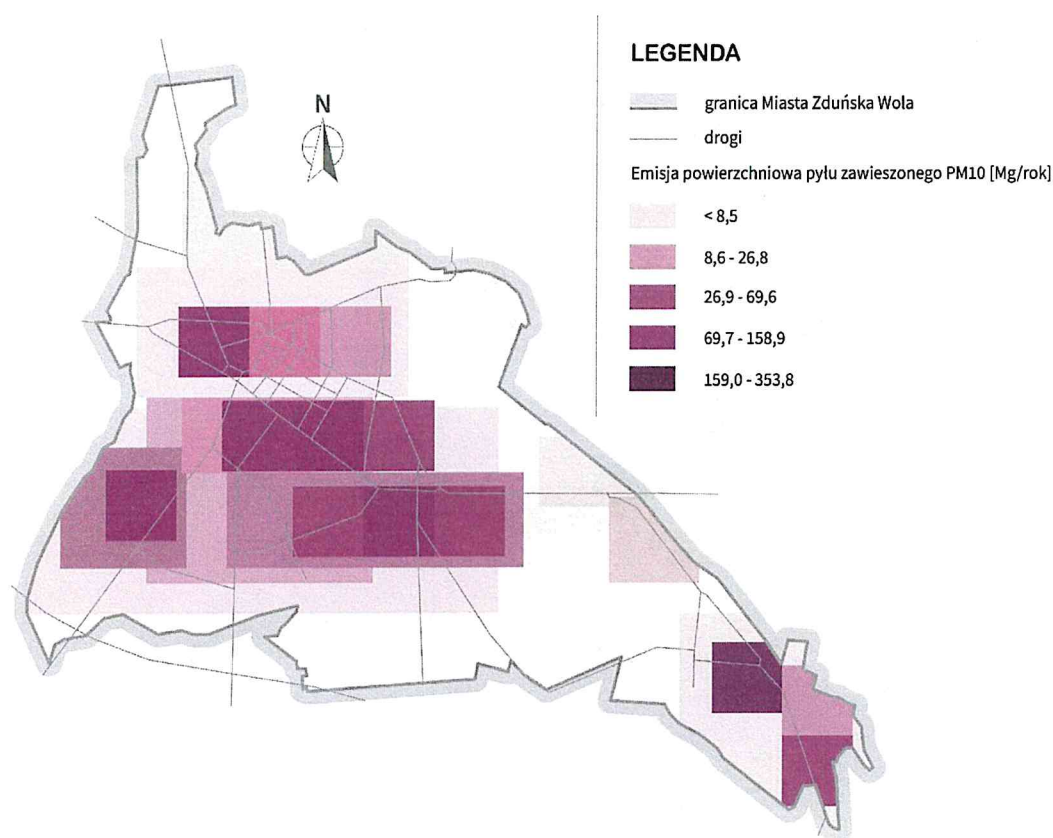 LEGENDA
granica Miasta Zduńska Wola
drogi
Emisja powierzchniowa pyłu zawieszonego PM10 [Mg/rok]
< 8,5
8,6 - 26,8
26,9 - 69,6
69,7 - 158,9
159,0 - 353,8
N